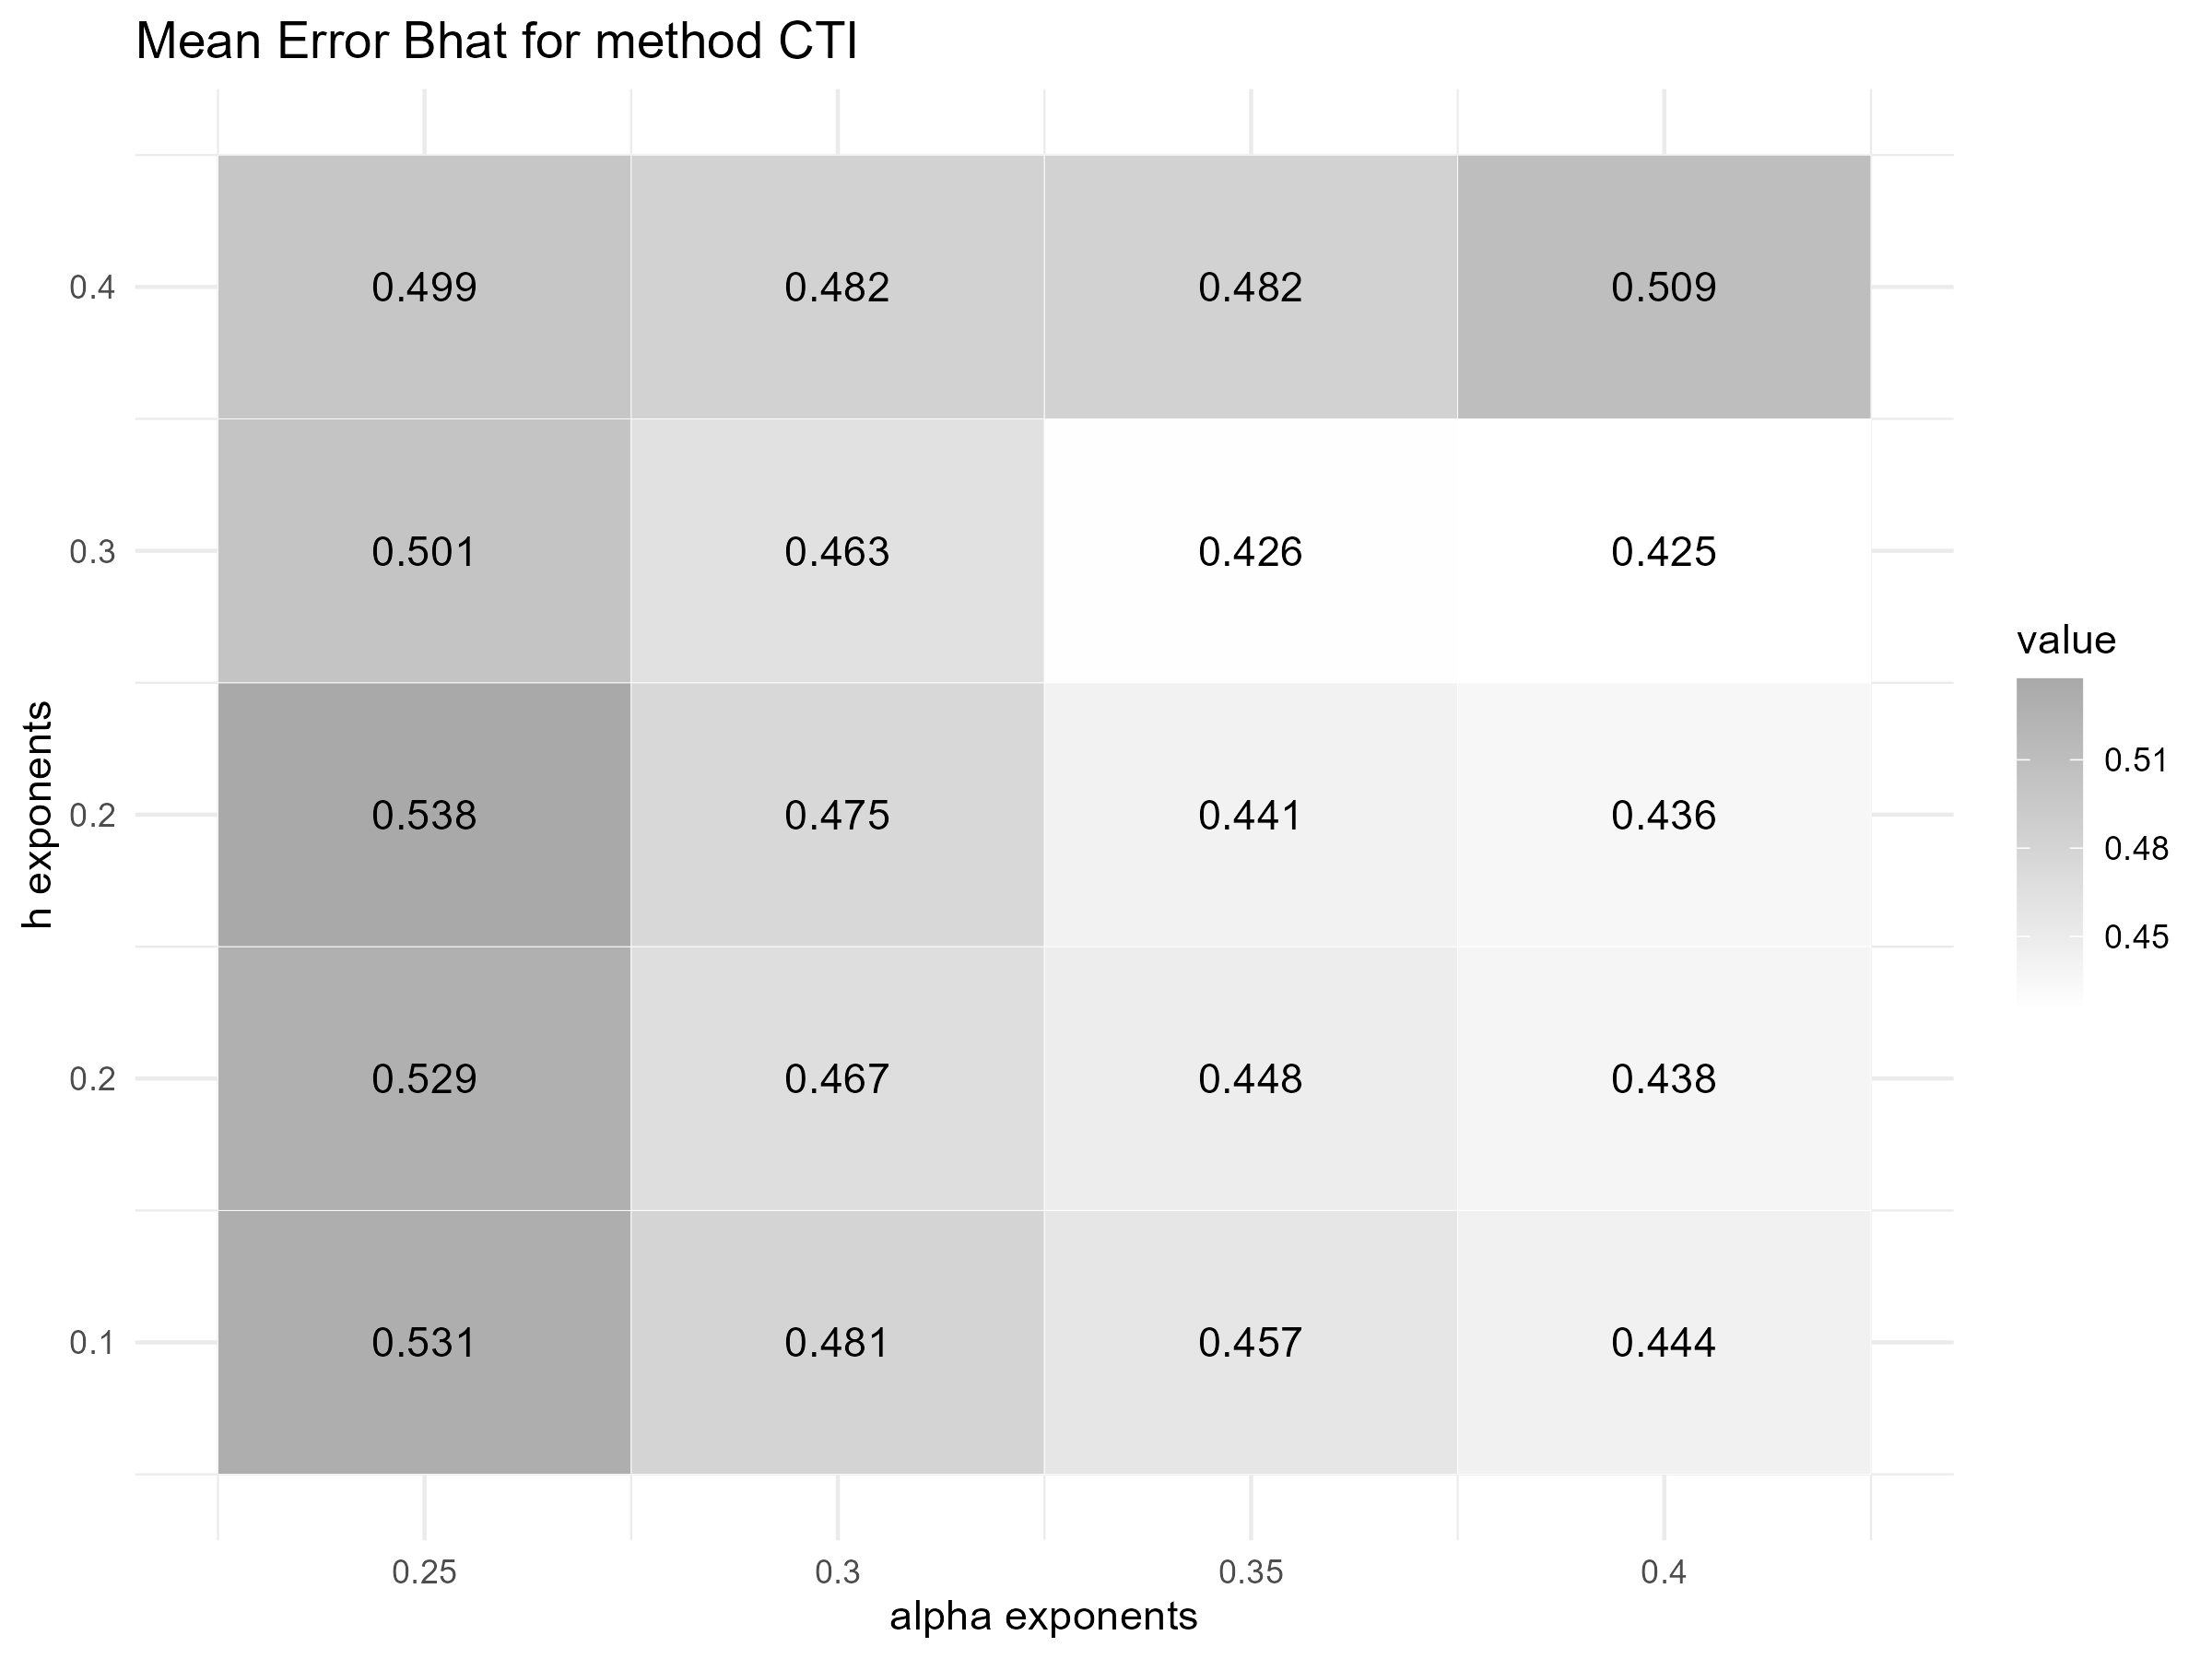 Mean Error Bhat for method CTI
0.4 0.499 0.482 0.482 0.509
0.3 0.501 0.463 0.426 0.425
0.2 0.538 0.475 0.441 0.436
0.2 0.529 0.467 0.448 0.438
0.1 0.531 0.481 0.457 0.444
h exponents
0.25 0.3 0.35 0.4
alpha exponents
value
0.51
0.48
0.45